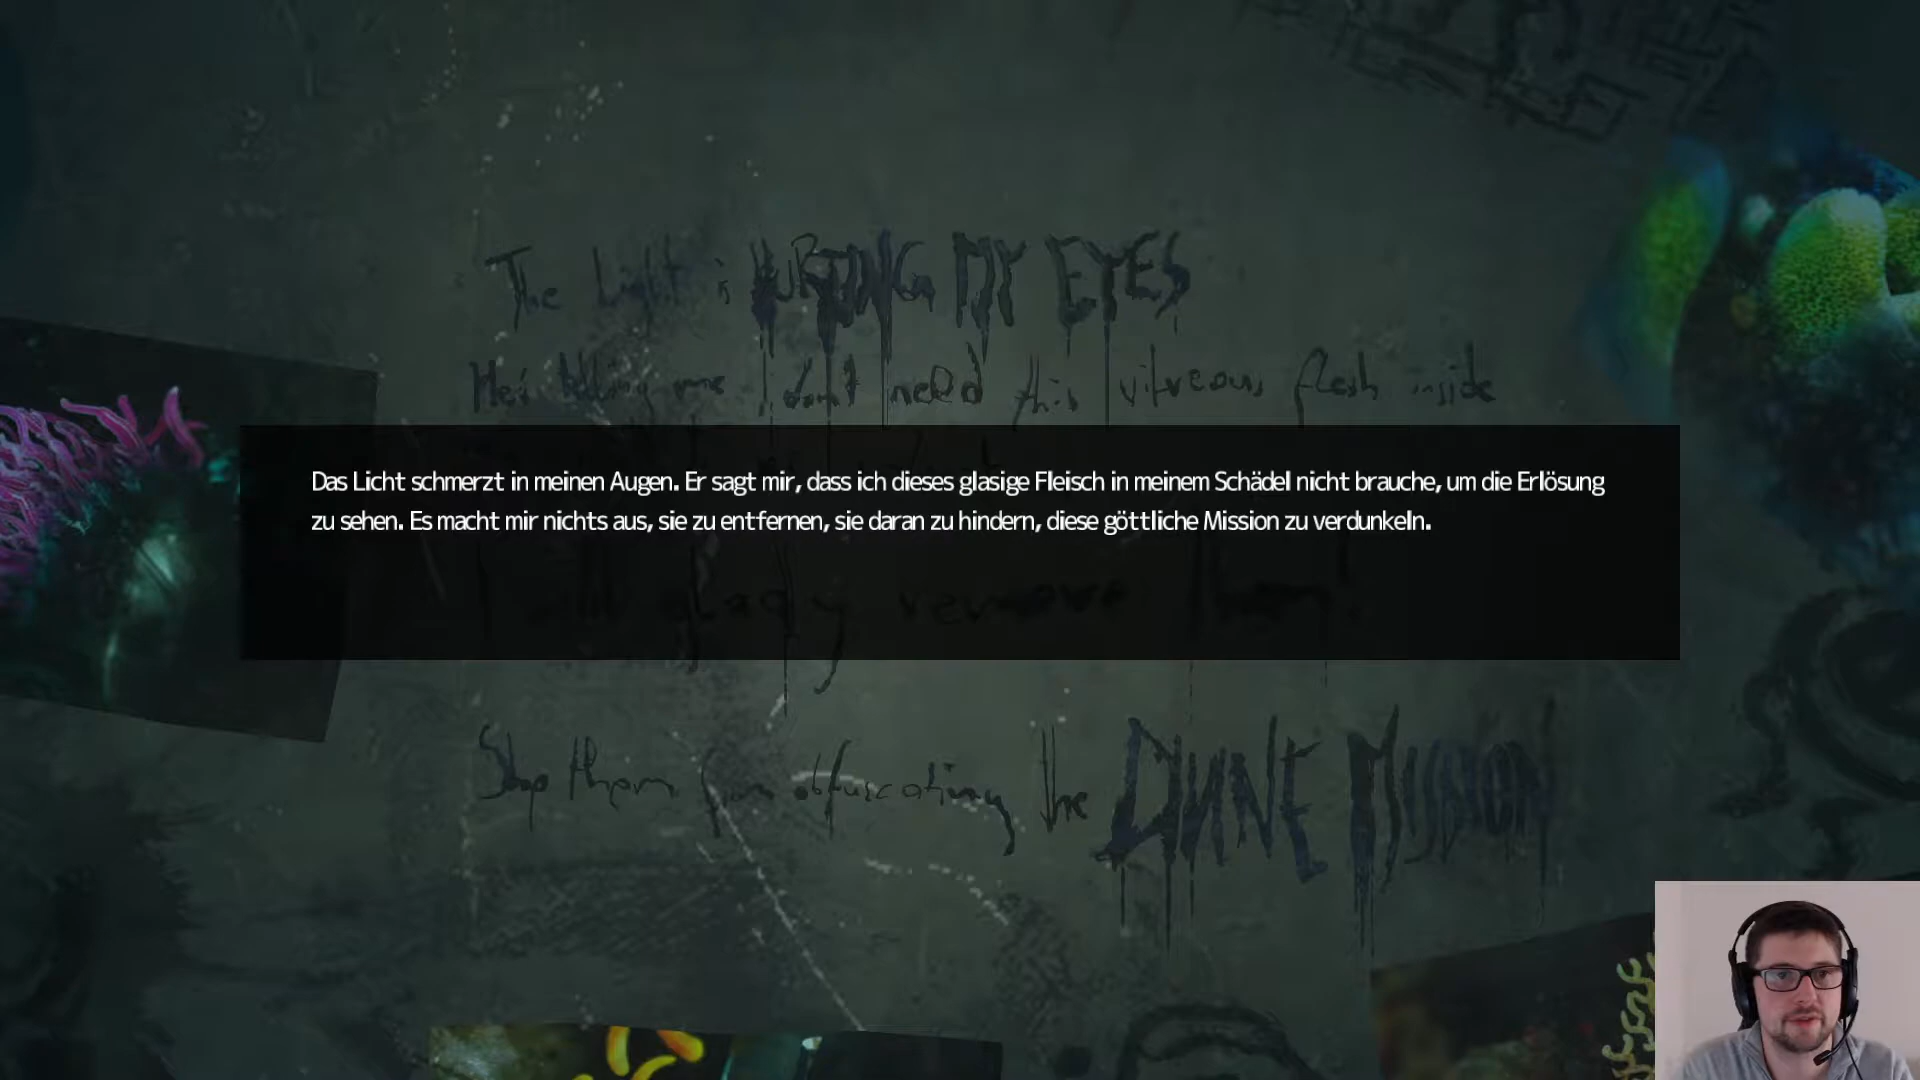 The Light is HURTING MY EYES
He's telling me I don't need this vitreous flesh inside
Das Licht schmerzt in meinen Augen. Er sagt mir, dass ich dieses glasige Fleisch in meinem Schädel nicht brauche, um die Erlösung
zu sehen. Es macht mir nichts aus, sie zu entfernen, sie daran zu hindern, diese göttliche Mission zu verdunkeln.
gladly remove them!
Stop them from obfuscating the DIVINE MISSION